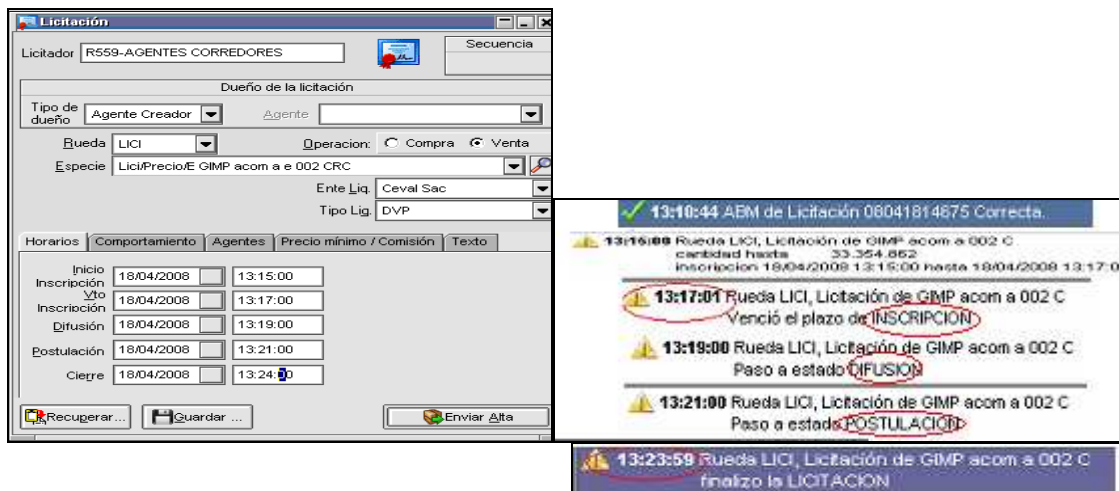 Licitación
Licitador R559-AGENTES CORREDORES
Secuencia
Dueño de la licitación
Tipo de dueño Agente Creador Agente
Rueda LICI Operacion: Compra Venta
Especie Lici/Precio/E GIMP acom a e 002 CRC
Ente Liq. Ceval Sac
Tipo Liq. DVP
Horarios Comportamiento Agentes Precio mínimo / Comisión Texto
Inicio Inscripción 18/04/2008 13:15:00
Vto Inscripción 18/04/2008 13:17:00
Difusión 18/04/2008 13:19:00
Postulación 18/04/2008 13:21:00
Cierre 18/04/2008 13:24:00
Recuperar... Guardar ... Enviar Alta
13:10:44 ABM de Licitación 08041814675 Correcta.
13:15:00 Rueda LICI, Licitación de GIMP acom a 002 C
cantidad hasta 33.354.862
inscripcion 18/04/2008 13:15:00 hasta 18/04/2008 13:17:0
13:17:01 Rueda LICI, Licitación de GIMP acom a 002 C
Venció el plazo de INSCRIPCION
13:19:00 Rueda LICI, Licitación de GIMP acom a 002 C
Paso a estado DIFUSION
13:21:00 Rueda LICI, Licitación de GIMP acom a 002 C
Paso a estado POSTULACION
13:23:59 Rueda LICI, Licitación de GIMP acom a 002 C
finalizo la LICITACION